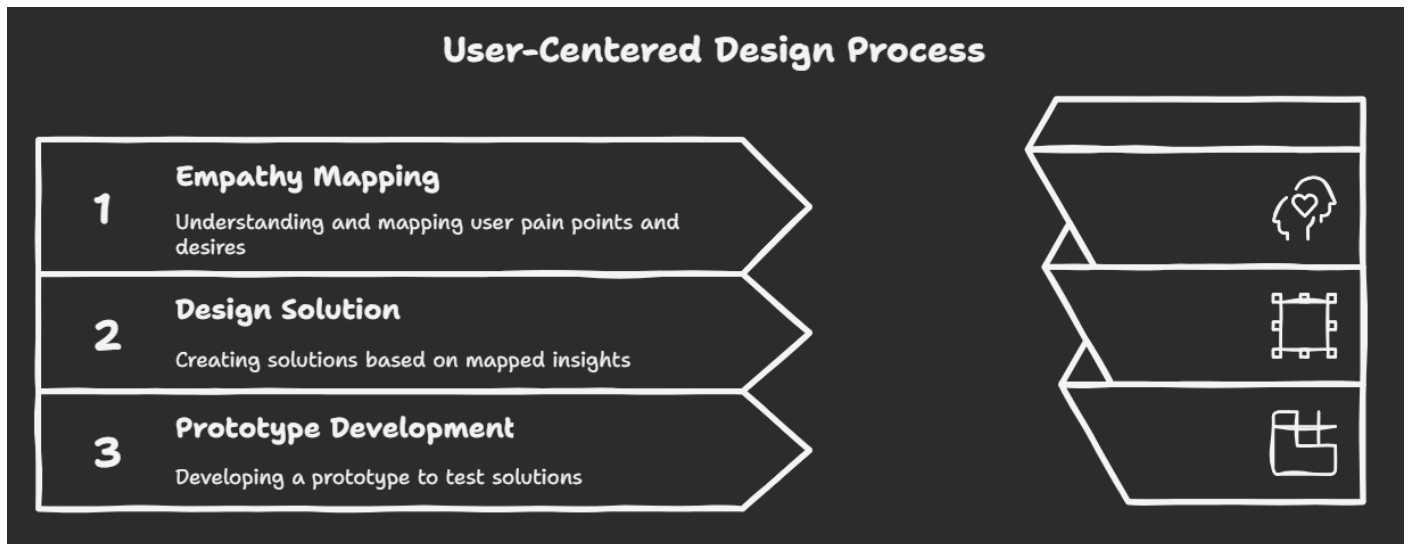 User-Centered Design Process
1
Empathy Mapping
Understanding and mapping user pain points and
desires
2
Design Solution
Creating solutions based on mapped insights
3
Prototype Development
Developing a prototype to test solutions